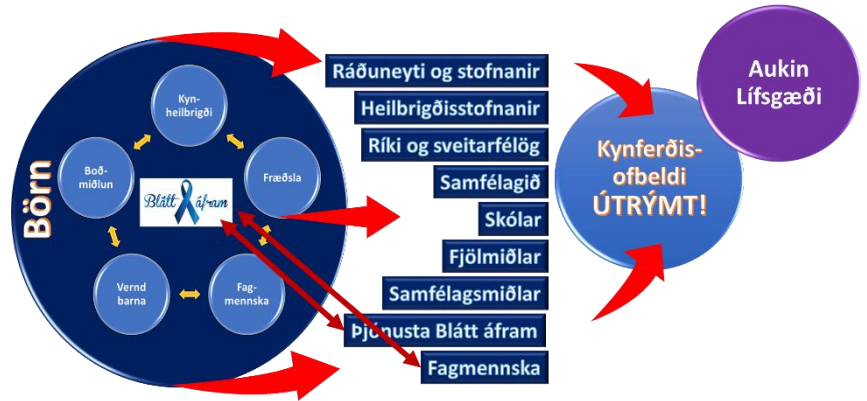 Börn
Kyn-
heilbrigði
Boð-
miðlun
Fræðsla
Blátt áfram
Vernd
barna
Fag-
mennska
Ráðuneyti og stofnanir
Heilbrigðisstofnanir
Ríki og sveitarfélög
Samfélagið
Skólar
Fjölmiðlar
Samfélagsmiðlar
Þjónusta Blátt áfram
Fagmennska
Kynferðis-
ofbeldi
ÚTRÝMT!
Aukin
Lífsgæði